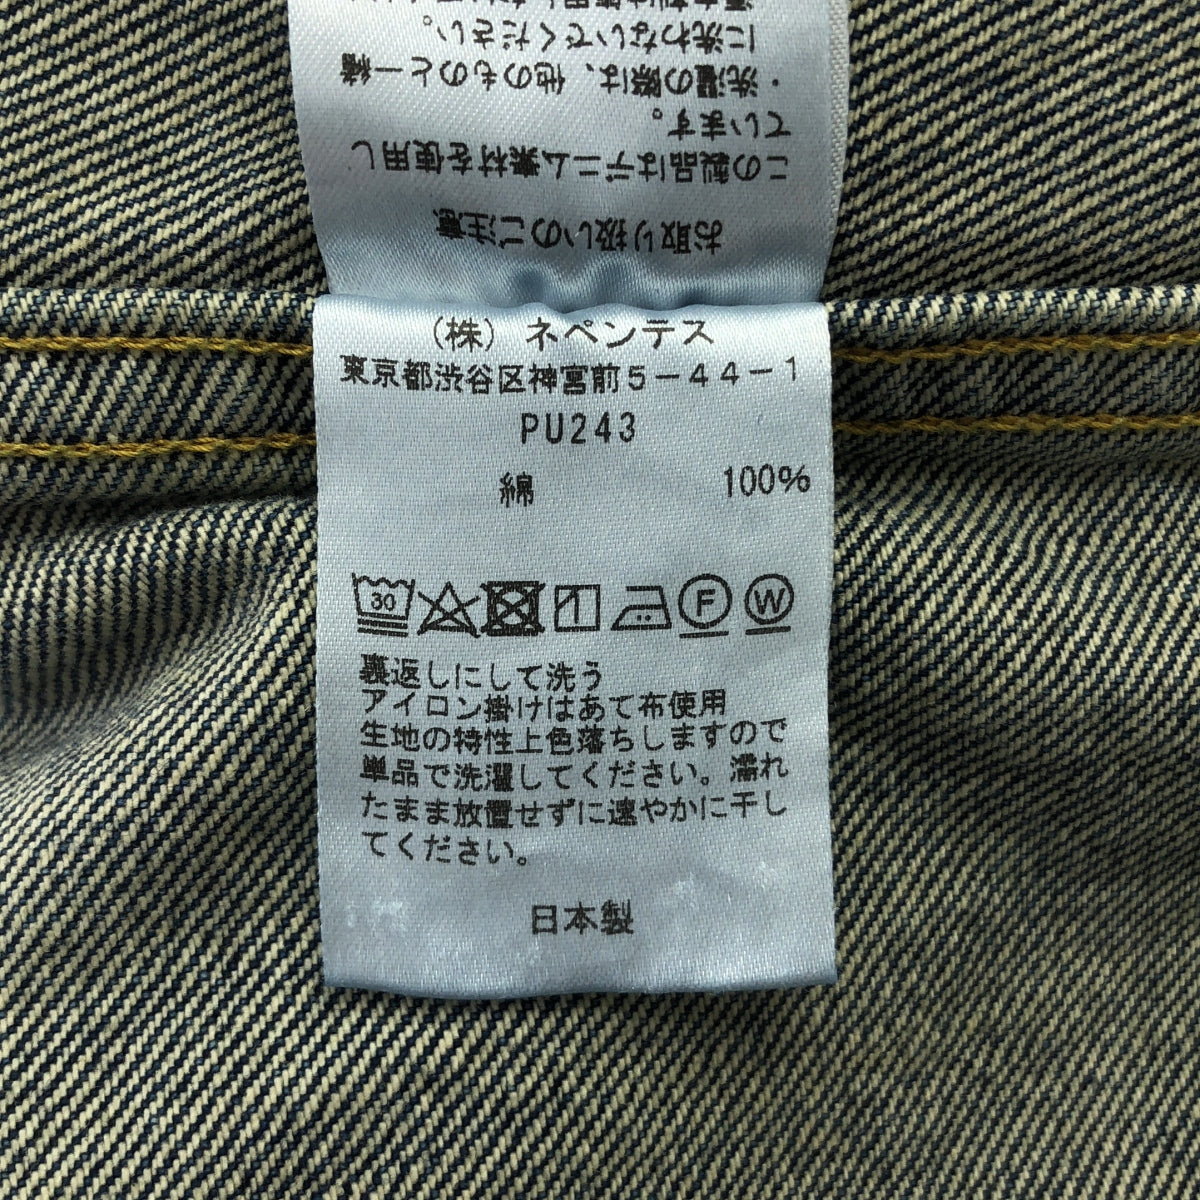 (株) ネペンテス
東京都渋谷区神宮前5-44-1
PU243
綿 100%
30 F W
裏返しにして洗う
アイロン掛けはあて布使用
生地の特性上色落ちしますので
単品で洗濯してください。濡れ
たまま放置せずに速やかに干し
てください。
日本製
お取り扱いのご注意
この製品はデニム素材を使用し
ています。
・洗濯の際は、他のものと一緒
に洗わないでください。